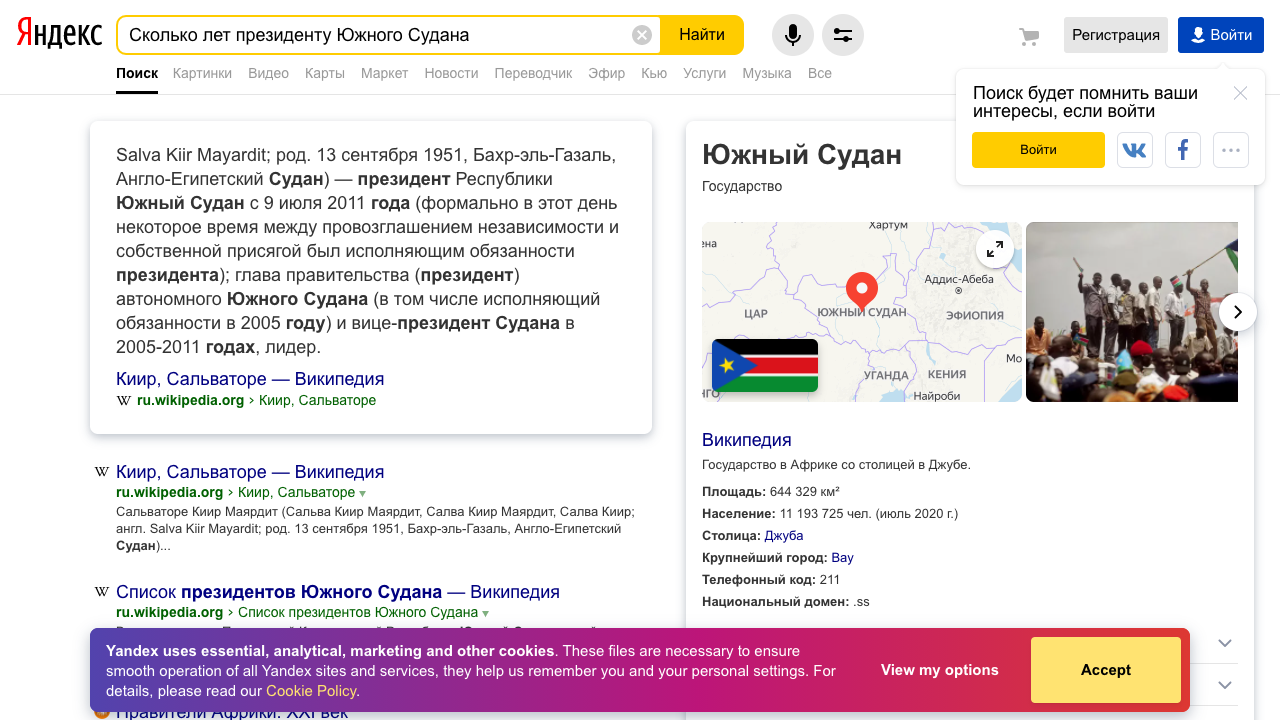 Яндекс
Сколько лет президенту Южного Судана
Найти
Регистрация
Войти
Поиск Картинки Видео Карты Маркет Новости Переводчик Эфир Кью Услуги Музыка Все
Поиск будет помнить ваши
интересы, если войти
Войти
Salva Kiir Mayardit; род. 13 сентября 1951, Бахр-эль-Газаль,
Англо-Египетский Судан) — президент Республики
Южный Судан с 9 июля 2011 года (формально в этот день
некоторое время между провозглашением независимости и
собственной присягой был исполняющим обязанности
президента); глава правительства (президент)
автономного Южного Судана (в том числе исполняющий
обязанности в 2005 году) и вице-президент Судана в
2005-2011 годах, лидер.
Киир, Сальваторе — Википедия
W ru.wikipedia.org › Киир, Сальваторе
W Киир, Сальваторе — Википедия
ru.wikipedia.org › Киир, Сальваторе
Сальваторе Киир Маярдит (Сальва Киир Маярдит, Салва Киир Маярдит, Салва Киир;
англ. Salva Kiir Mayardit; род. 13 сентября 1951, Бахр-эль-Газаль, Англо-Египетский
Судан)...
W Список президентов Южного Судана — Википедия
ru.wikipedia.org › Список президентов Южного Судана
Правители Африки: XXI век
Южный Судан
Государство
Хартум
ена
Аддис-Абеба
ЦАР
ЮЖНЫЙ СУДАН
ЭФИОПИЯ
Мо
УГАНДА
КЕНИЯ
НГО
Найроби
Википедия
Государство в Африке со столицей в Джубе.
Площадь: 644 329 км²
Население: 11 193 725 чел. (июль 2020 г.)
Столица: Джуба
Крупнейший город: Вау
Телефонный код: 211
Национальный домен: .ss
Yandex uses essential, analytical, marketing and other cookies. These files are necessary to ensure
smooth operation of all Yandex sites and services, they help us remember you and your personal settings. For
details, please read our Cookie Policy.
View my options
Accept